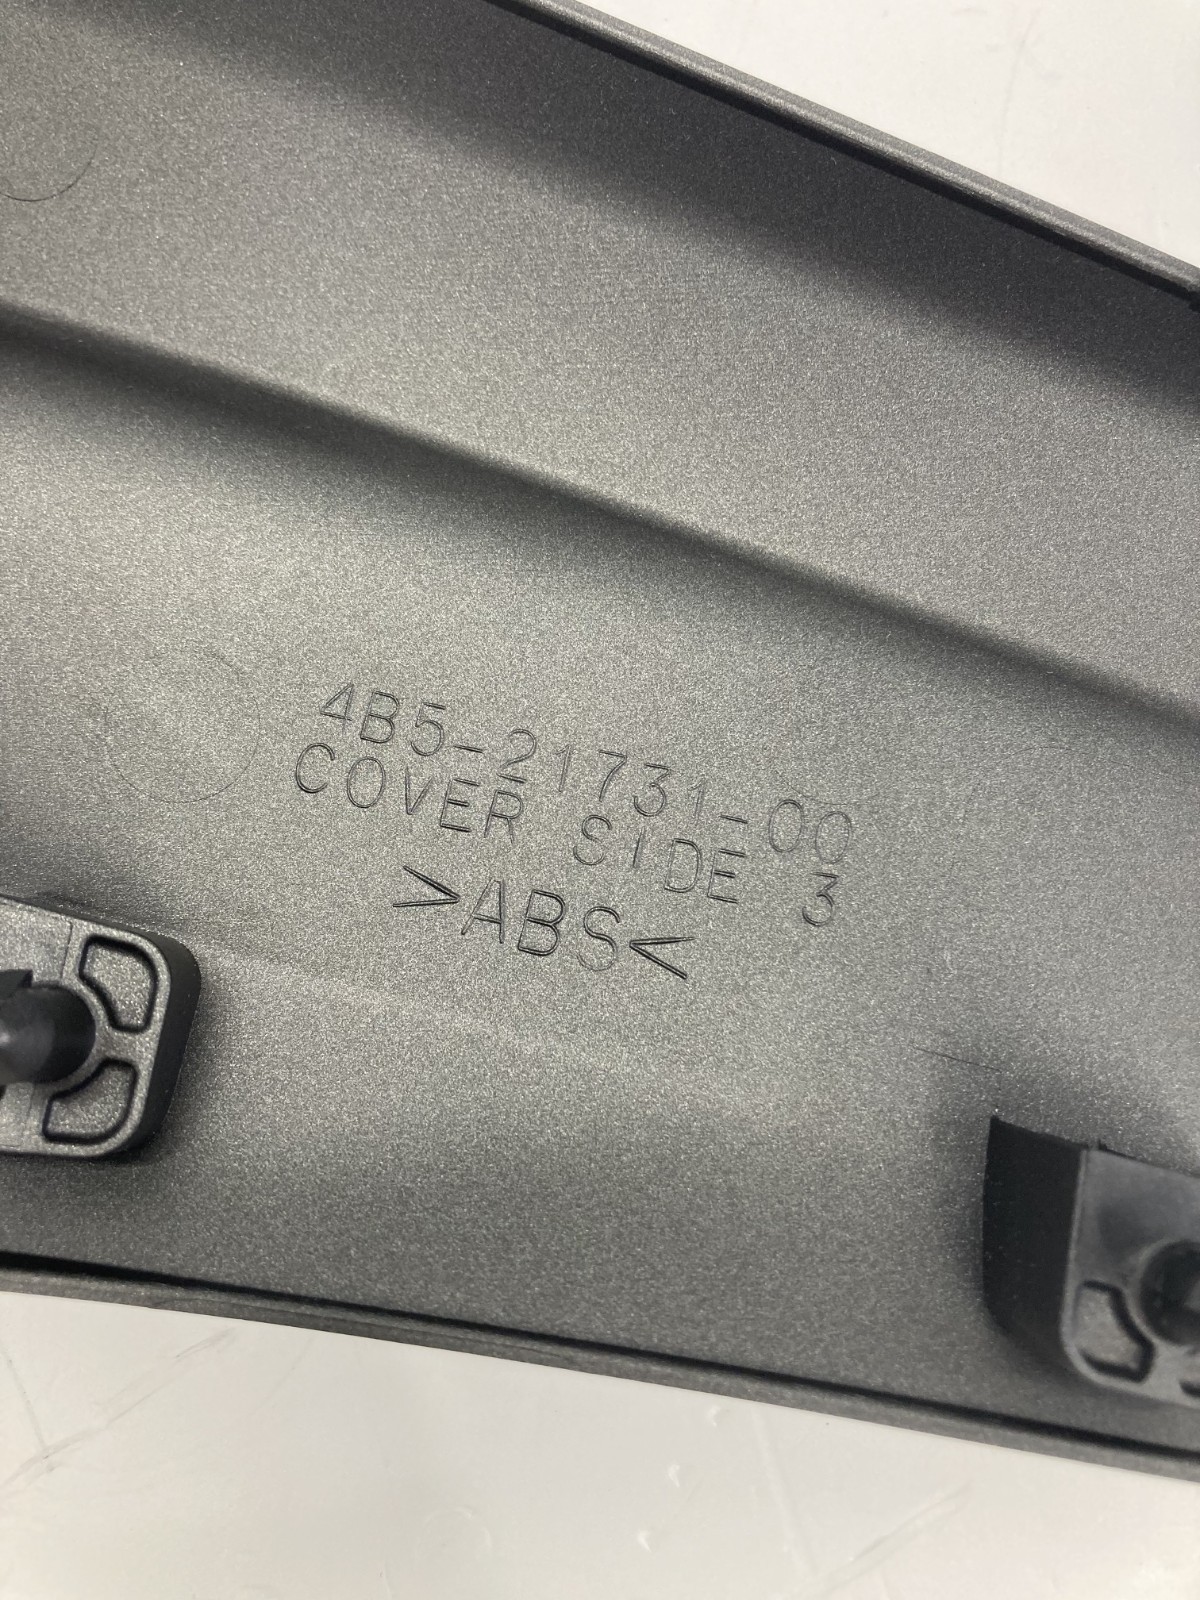 4B5-21731-00
COVER SIDE 3
>ABS<